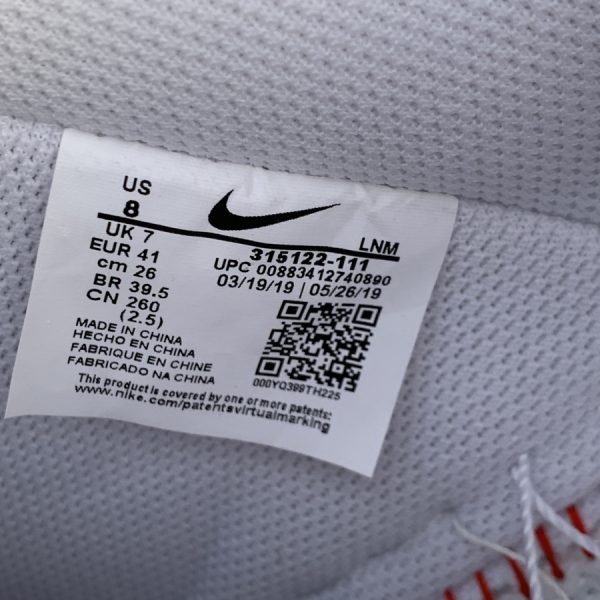 US
8
UK 7
EUR 41
cm 26
BR 39.5
CN 260
(2.5)
LNM
315122-111
UPC 00883412740890
03/19/19 | 05/26/19
MADE IN CHINA
HECHO EN CHINA
FABRIQUE EN CHINE
FABRICADO NA CHINA
000YQ399TH225
This product is covered by one or more patents:
www.nike.com/patentsvirtualmarking